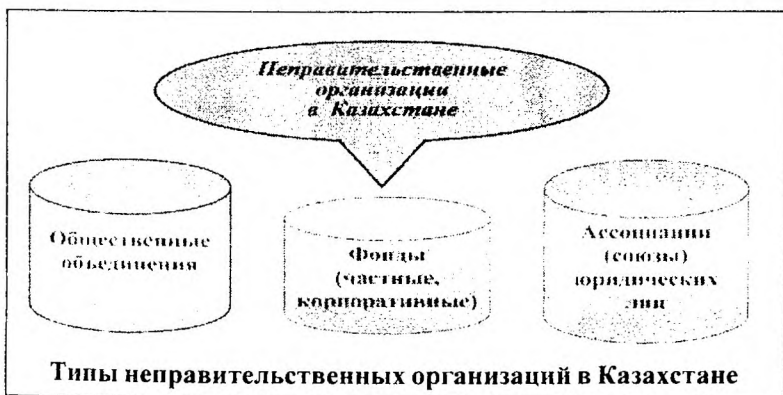 Неправительственные
организации
в Казахстане
Общественные
объединения
Фонды
(частные,
корпоративные)
Ассоциации
(союзы)
юридических
лиц
Типы неправительственных организаций в Казахстане